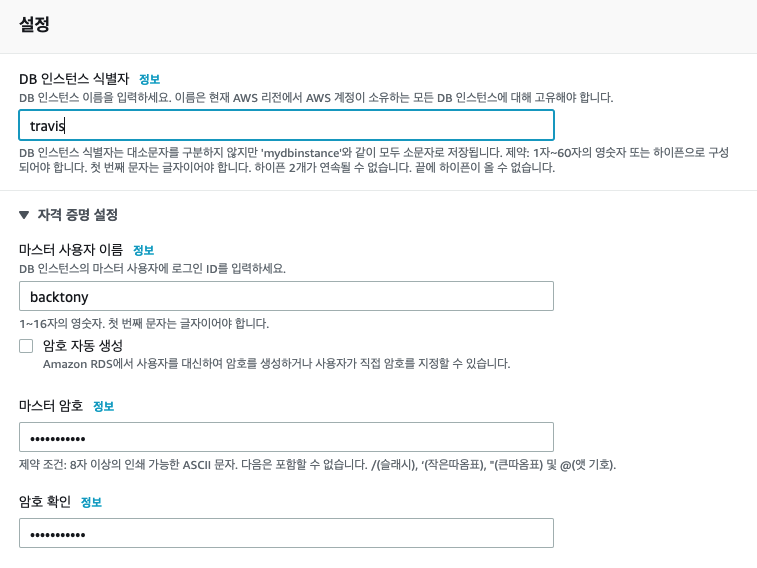 설정
DB 인스턴스 식별자 정보
DB 인스턴스 이름을 입력하세요. 이름은 현재 AWS 리전에서 AWS 계정이 소유하는 모든 DB 인스턴스에 대해 고유해야 합니다.
travis
DB 인스턴스 식별자는 대소문자를 구분하지 않지만 'mydbinstance'와 같이 모두 소문자로 저장됩니다. 제약: 1자~60자의 영숫자 또는 하이픈으로 구성
되어야 합니다. 첫 번째 문자는 글자이어야 합니다. 하이픈 2개가 연속될 수 없습니다. 끝에 하이픈이 올 수 없습니다.
▼ 자격 증명 설정
마스터 사용자 이름 정보
DB 인스턴스의 마스터 사용자에 로그인 ID를 입력하세요.
backtony
1~16자의 영숫자. 첫 번째 문자는 글자이어야 합니다.
암호 자동 생성
Amazon RDS에서 사용자를 대신하여 암호를 생성하거나 사용자가 직접 암호를 지정할 수 있습니다.
마스터 암호 정보
•••••••••••
제약 조건: 8자 이상의 인쇄 가능한 ASCII 문자. 다음은 포함할 수 없습니다. /(슬래시), '(작은따옴표), "(큰따옴표) 및 @(앳 기호).
암호 확인 정보
•••••••••••